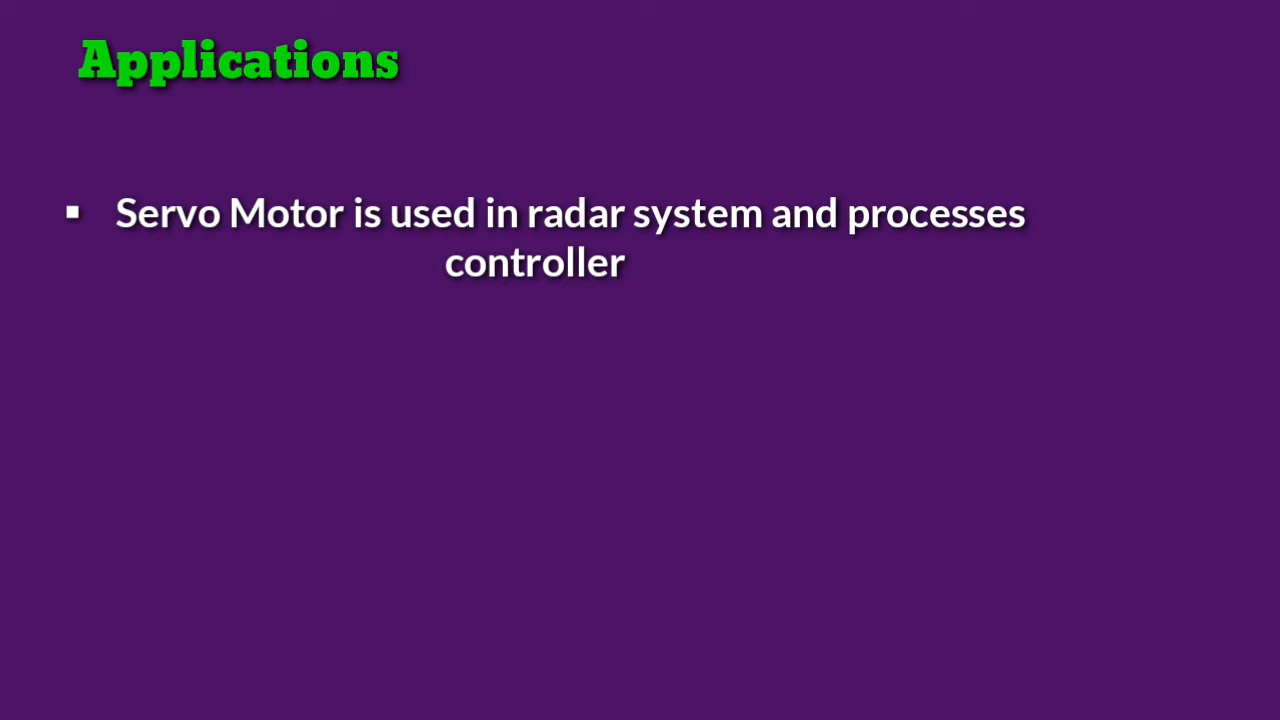 Applications
▪ Servo Motor is used in radar system and processes
controller